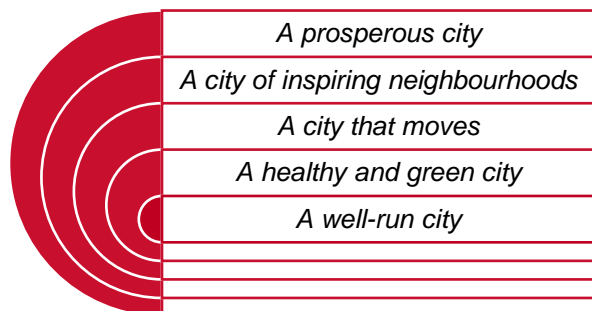 A prosperous city
A city of inspiring neighbourhoods
A city that moves
A healthy and green city
A well-run city